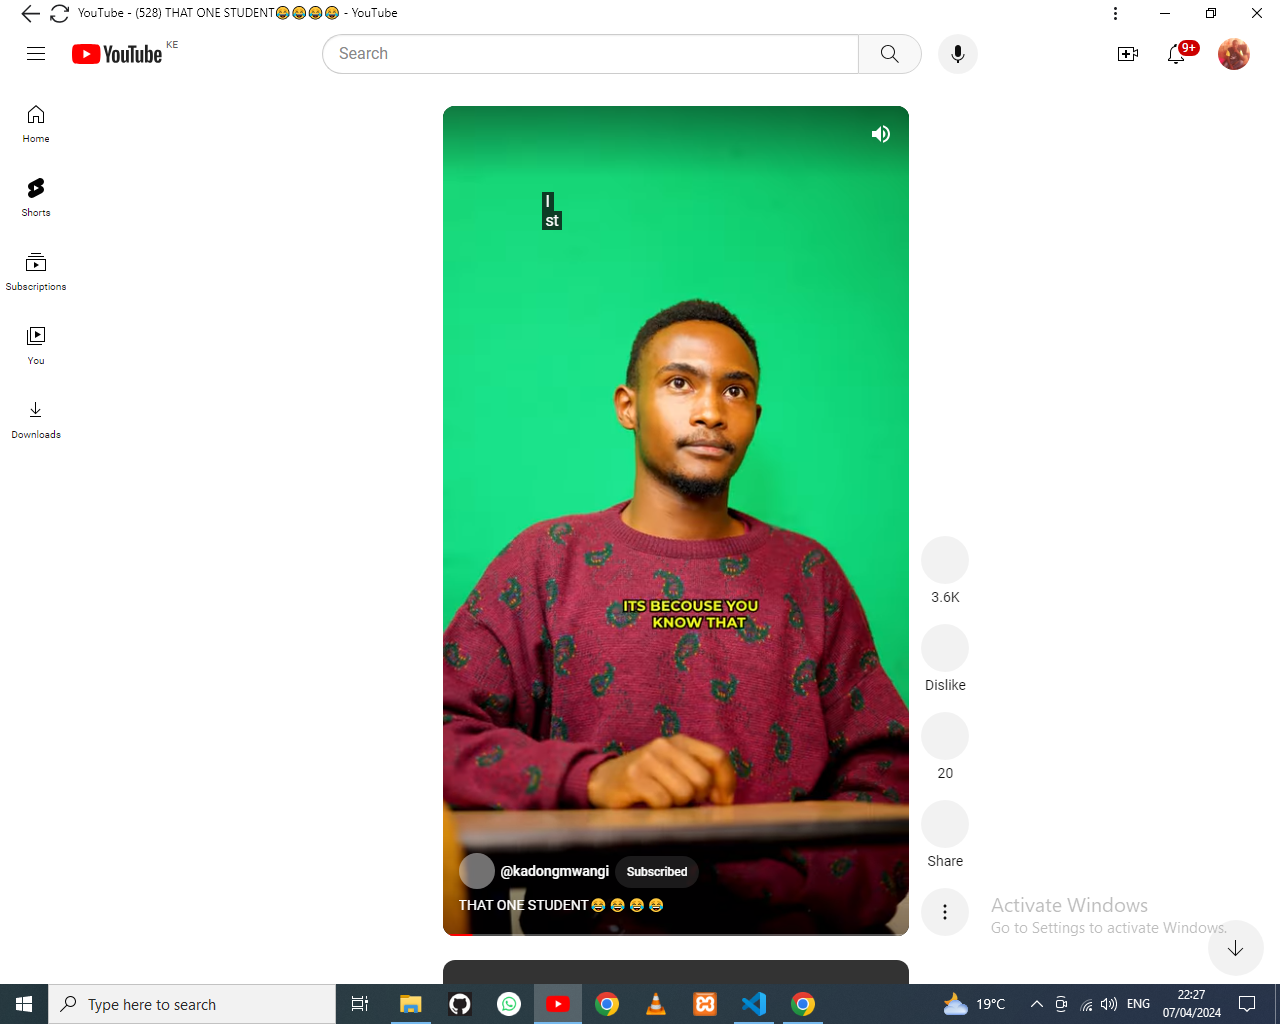 YouTube - (528) THAT ONE STUDENT😂😂😂😂 - YouTube
YouTube KE
Search
9+
Home
Shorts
Subscriptions
You
Downloads
I
st
ITS BECOUSE YOU
KNOW THAT
3.6K
Dislike
20
Share
@kadongmwangi Subscribed
THAT ONE STUDENT😂😂😂😂
Activate Windows
Go to Settings to activate Windows.
Type here to search
19°C
ENG
22:27
07/04/2024